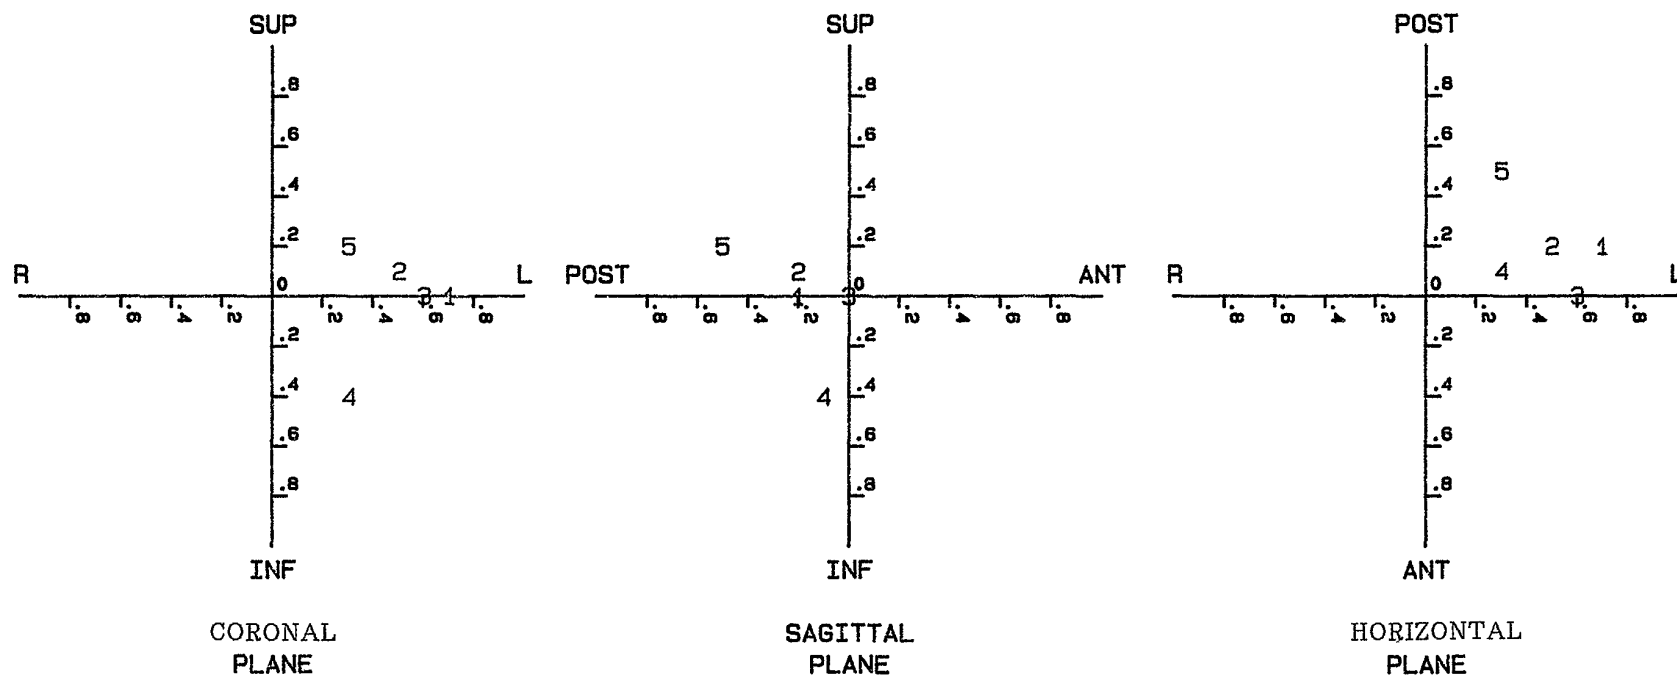 SUP SUP POST
.8 .8 .8
.6 .6 .6
5
.4 .4 .4
5 2 .2 5 2 .2 2 1 .2
R L POST ANT R 4 L
0 0 0
3 1 1 3 3
.8 .6 .4 .2 .2 .4 .6 .8 .8 .6 .4 .2 .2 .4 .6 .8 .8 .6 .4 .2 .2 .4 .6 .8
.2 .2 .2
.4 4 4 .4 .4
.6 .6 .6
.8 .8 .8
INF INF ANT
CORONAL SAGITTAL HORIZONTAL
PLANE PLANE PLANE